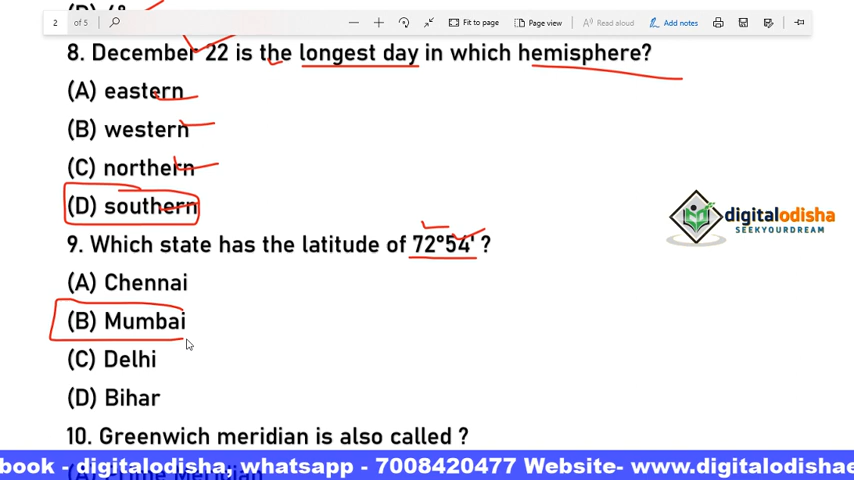 2
of 5
Fit to page
Page view
Read aloud
Add notes
8. December 22 is the longest day in which hemisphere?
(A) eastern
(B) western
(C) northern
(D) southern
digitalodisha
SEEKYOURDREAM
9. Which state has the latitude of 72°54' ?
(A) Chennai
(B) Mumbai
(C) Delhi
(D) Bihar
10. Greenwich meridian is also called ?
book - digitalodisha, whatsapp - 7008420477 Website- www.digitalodishae